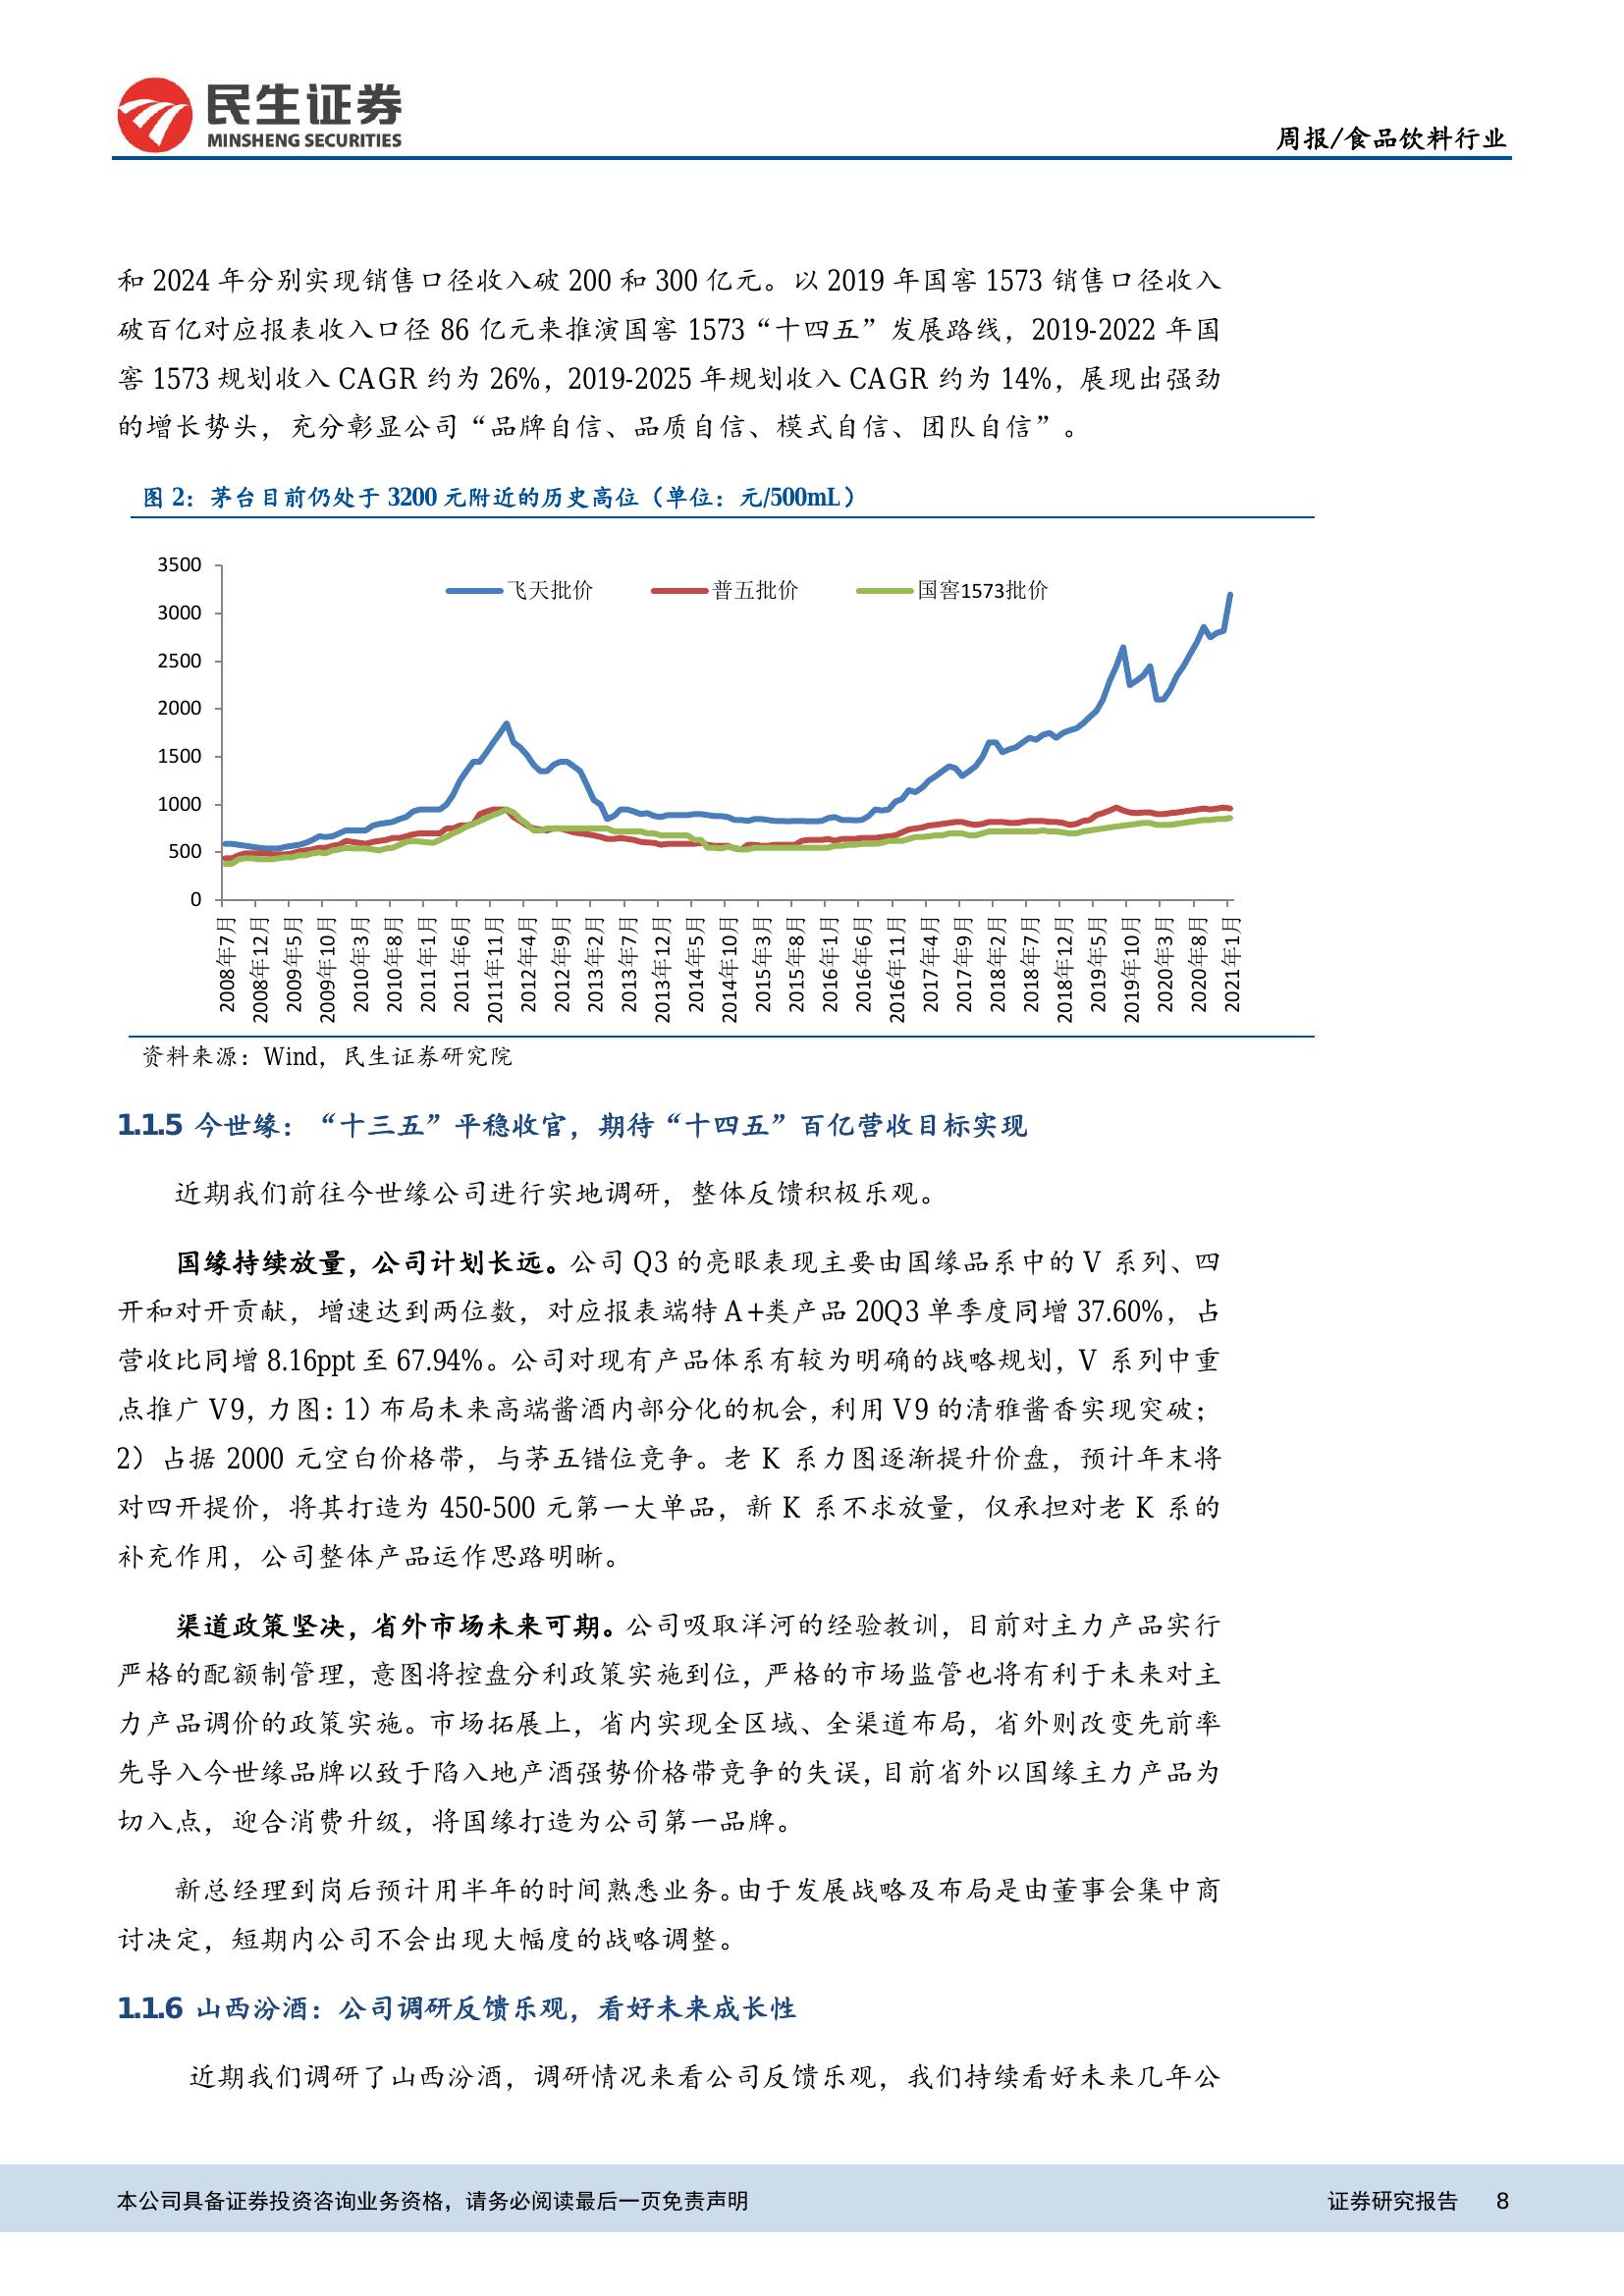 民生证券
MINSHENG SECURITIES
周报/食品饮料行业
和 2024 年分别实现销售口径收入破 200 和 300 亿元。以 2019 年国窖 1573 销售口径收入
破百亿对应报表收入口径 86 亿元来推演国窖 1573“十四五”发展路线，2019-2022 年国
窖 1573 规划收入 CAGR 约为 26%，2019-2025 年规划收入 CAGR 约为 14%，展现出强劲
的增长势头，充分彰显公司“品牌自信、品质自信、模式自信、团队自信”。
图 2：茅台目前仍处于 3200 元附近的历史高位（单位：元/500mL）
3500
3000
2500
2000
1500
1000
500
0
飞天批价 普五批价 国窖1573批价
2008年7月
2008年12月
2009年5月
2009年10月
2010年3月
2010年8月
2011年1月
2011年6月
2011年11月
2012年4月
2012年9月
2013年2月
2013年7月
2013年12月
2014年5月
2014年10月
2015年3月
2015年8月
2016年1月
2016年6月
2016年11月
2017年4月
2017年9月
2018年2月
2018年7月
2018年12月
2019年5月
2019年10月
2020年3月
2020年8月
2021年1月
资料来源：Wind，民生证券研究院
1.1.5 今世缘：“十三五”平稳收官，期待“十四五”百亿营收目标实现
近期我们前往今世缘公司进行实地调研，整体反馈积极乐观。
国缘持续放量，公司计划长远。公司 Q3 的亮眼表现主要由国缘品系中的 V 系列、四
开和对开贡献，增速达到两位数，对应报表端特 A+类产品 20Q3 单季度同增 37.60%，占
营收比同增 8.16ppt 至 67.94%。公司对现有产品体系有较为明确的战略规划，V 系列中重
点推广 V9，力图：1）布局未来高端酱酒内部分化的机会，利用 V9 的清雅酱香实现突破；
2）占据 2000 元空白价格带，与茅五错位竞争。老 K 系力图逐渐提升价盘，预计年末将
对四开提价，将其打造为 450-500 元第一大单品，新 K 系不求放量，仅承担对老 K 系的
补充作用，公司整体产品运作思路明晰。
渠道政策坚决，省外市场未来可期。公司吸取洋河的经验教训，目前对主力产品实行
严格的配额制管理，意图将控盘分利政策实施到位，严格的市场监管也将有利于未来对主
力产品调价的政策实施。市场拓展上，省内实现全区域、全渠道布局，省外则改变先前率
先导入今世缘品牌以致于陷入地产酒强势价格带竞争的失误，目前省外以国缘主力产品为
切入点，迎合消费升级，将国缘打造为公司第一品牌。
新总经理到岗后预计用半年的时间熟悉业务。由于发展战略及布局是由董事会集中商
讨决定，短期内公司不会出现大幅度的战略调整。
1.1.6 山西汾酒：公司调研反馈乐观，看好未来成长性
近期我们调研了山西汾酒，调研情况来看公司反馈乐观，我们持续看好未来几年公
本公司具备证券投资咨询业务资格，请务必阅读最后一页免责声明
证券研究报告 8